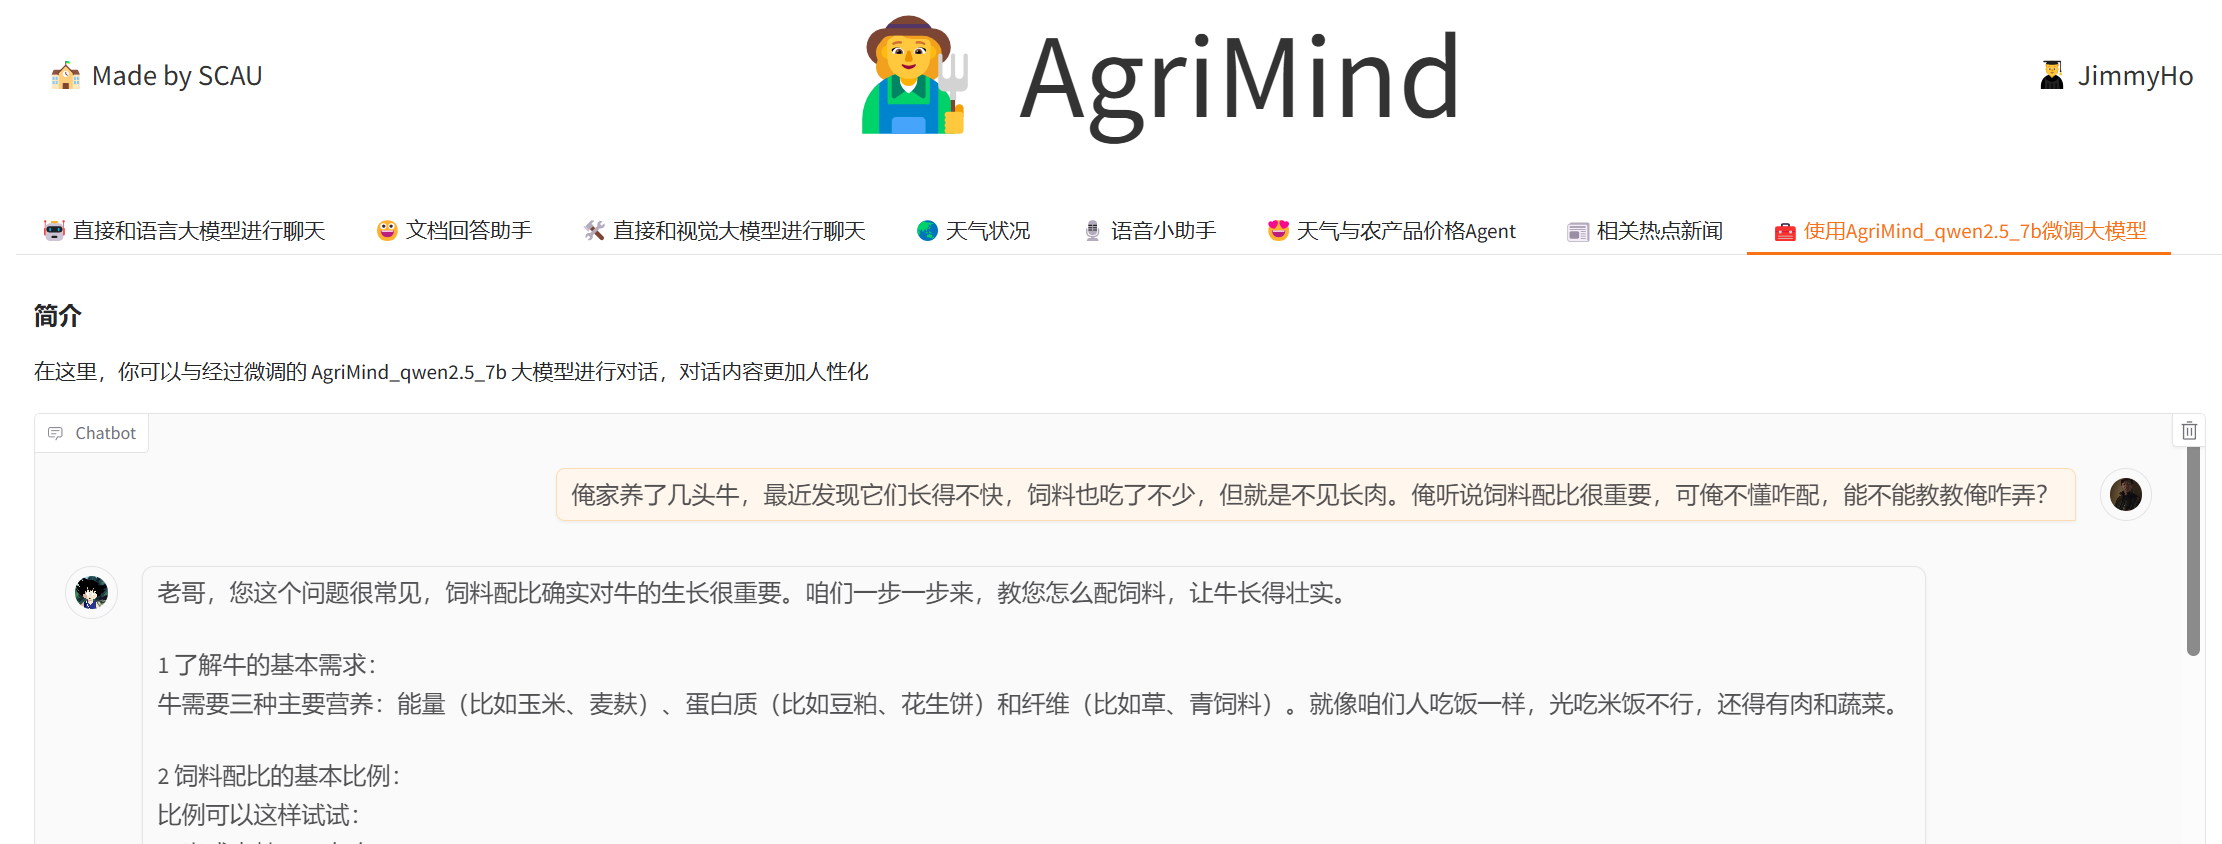 Made by SCAU
AgriMind
JimmyHo
直接和语言大模型进行聊天
文档回答助手
直接和视觉大模型进行聊天
天气状况
语音小助手
天气与农产品价格Agent
相关热点新闻
使用AgriMind_qwen2.5_7b微调大模型
简介
在这里，你可以与经过微调的 AgriMind_qwen2.5_7b 大模型进行对话，对话内容更加人性化
Chatbot
俺家养了几头牛，最近发现它们长得不快，饲料也吃了不少，但就是不见长肉。俺听说饲料配比很重要，可俺不懂咋配，能不能教教俺咋弄？
老哥，您这个问题很常见，饲料配比确实对牛的生长很重要。咱们一步一步来，教您怎么配饲料，让牛长得壮实。
1 了解牛的基本需求：
牛需要三种主要营养：能量（比如玉米、麦麸）、蛋白质（比如豆粕、花生饼）和纤维（比如草、青饲料）。就像咱们人吃饭一样，光吃米饭不行，还得有肉和蔬菜。
2 饲料配比的基本比例：
比例可以这样试试：